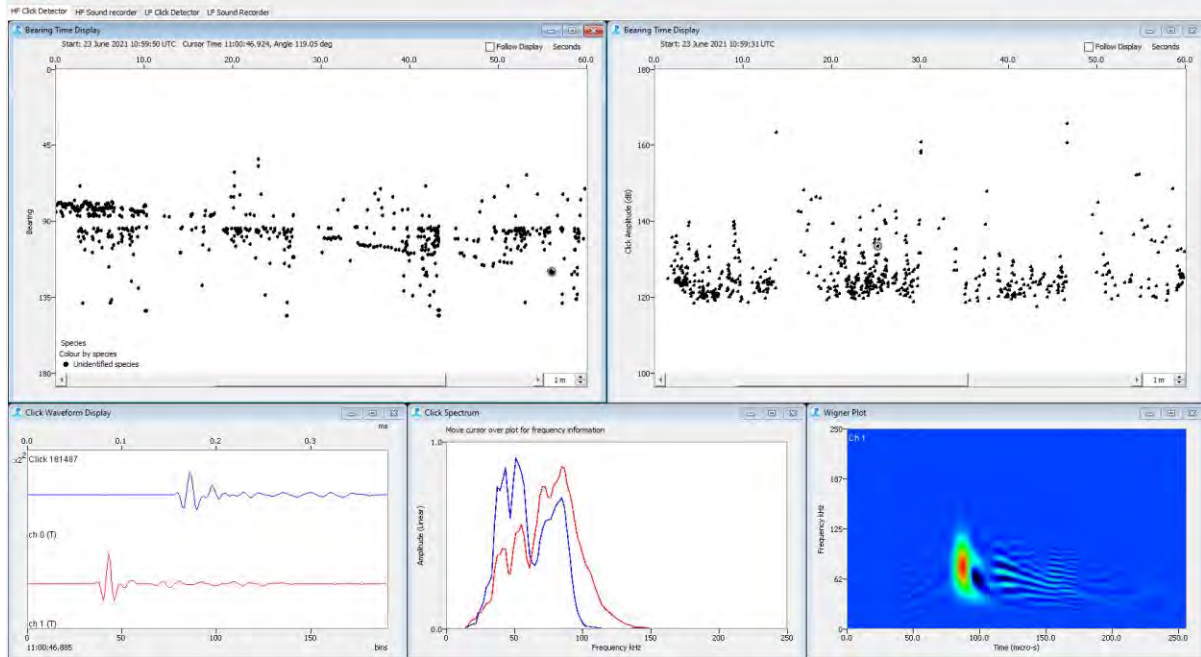 HF Click Detector HF Sound recorder LF Click Detector LF Sound Recorder
Bearing Time Display
Start: 23 June 2021 10:59:50 UTC Cursor Time 11:00:46.924, Angle 119.05 deg
Follow Display Seconds
0.0 10.0 20.0 30.0 40.0 50.0 60.0
0
45
90
135
180
Bearing
Species
Colour by species
Unidentified species
1 m
Bearing Time Display
Start: 23 June 2021 10:59:31 UTC
Follow Display Seconds
0.0 10.0 20.0 30.0 40.0 50.0 60.0
180
160
140
120
100
Click Amplitude (dB)
1 m
Click Waveform Display
ms
0.0 0.1 0.2 0.3
Click 181487
ch 0 (T)
ch 1 (T)
0 50 100 150
11:00:46.885 bins
Click Spectrum
Move cursor over plot for frequency information
1.0
0.0
Amplitude (Linear)
0 50 100 150 200 250
Frequency kHz
Wigner Plot
Ch 1
250
187
125
62
0
Frequency kHz
0.0 50.0 100.0 150.0 200.0 250.0
Time (micro-s)